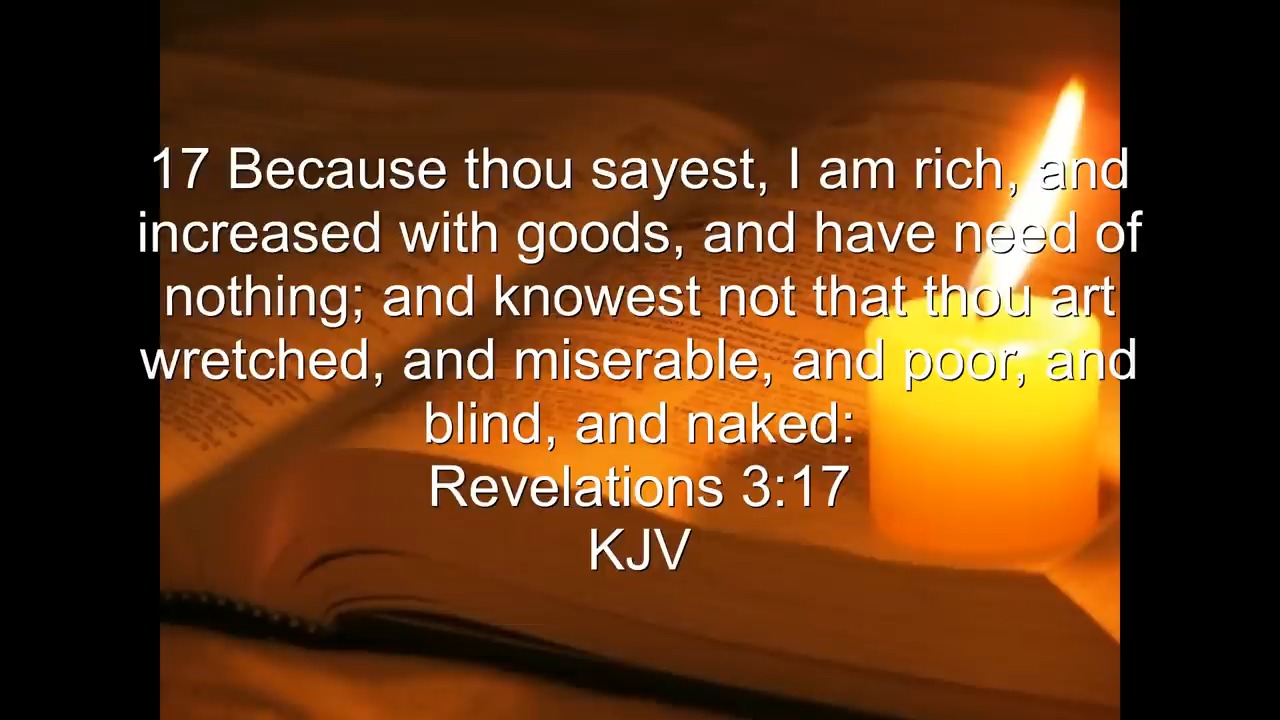 17 Because thou sayest, I am rich, and
increased with goods, and have need of
nothing; and knowest not that thou art
wretched, and miserable, and poor, and
blind, and naked:
Revelations 3:17
KJV